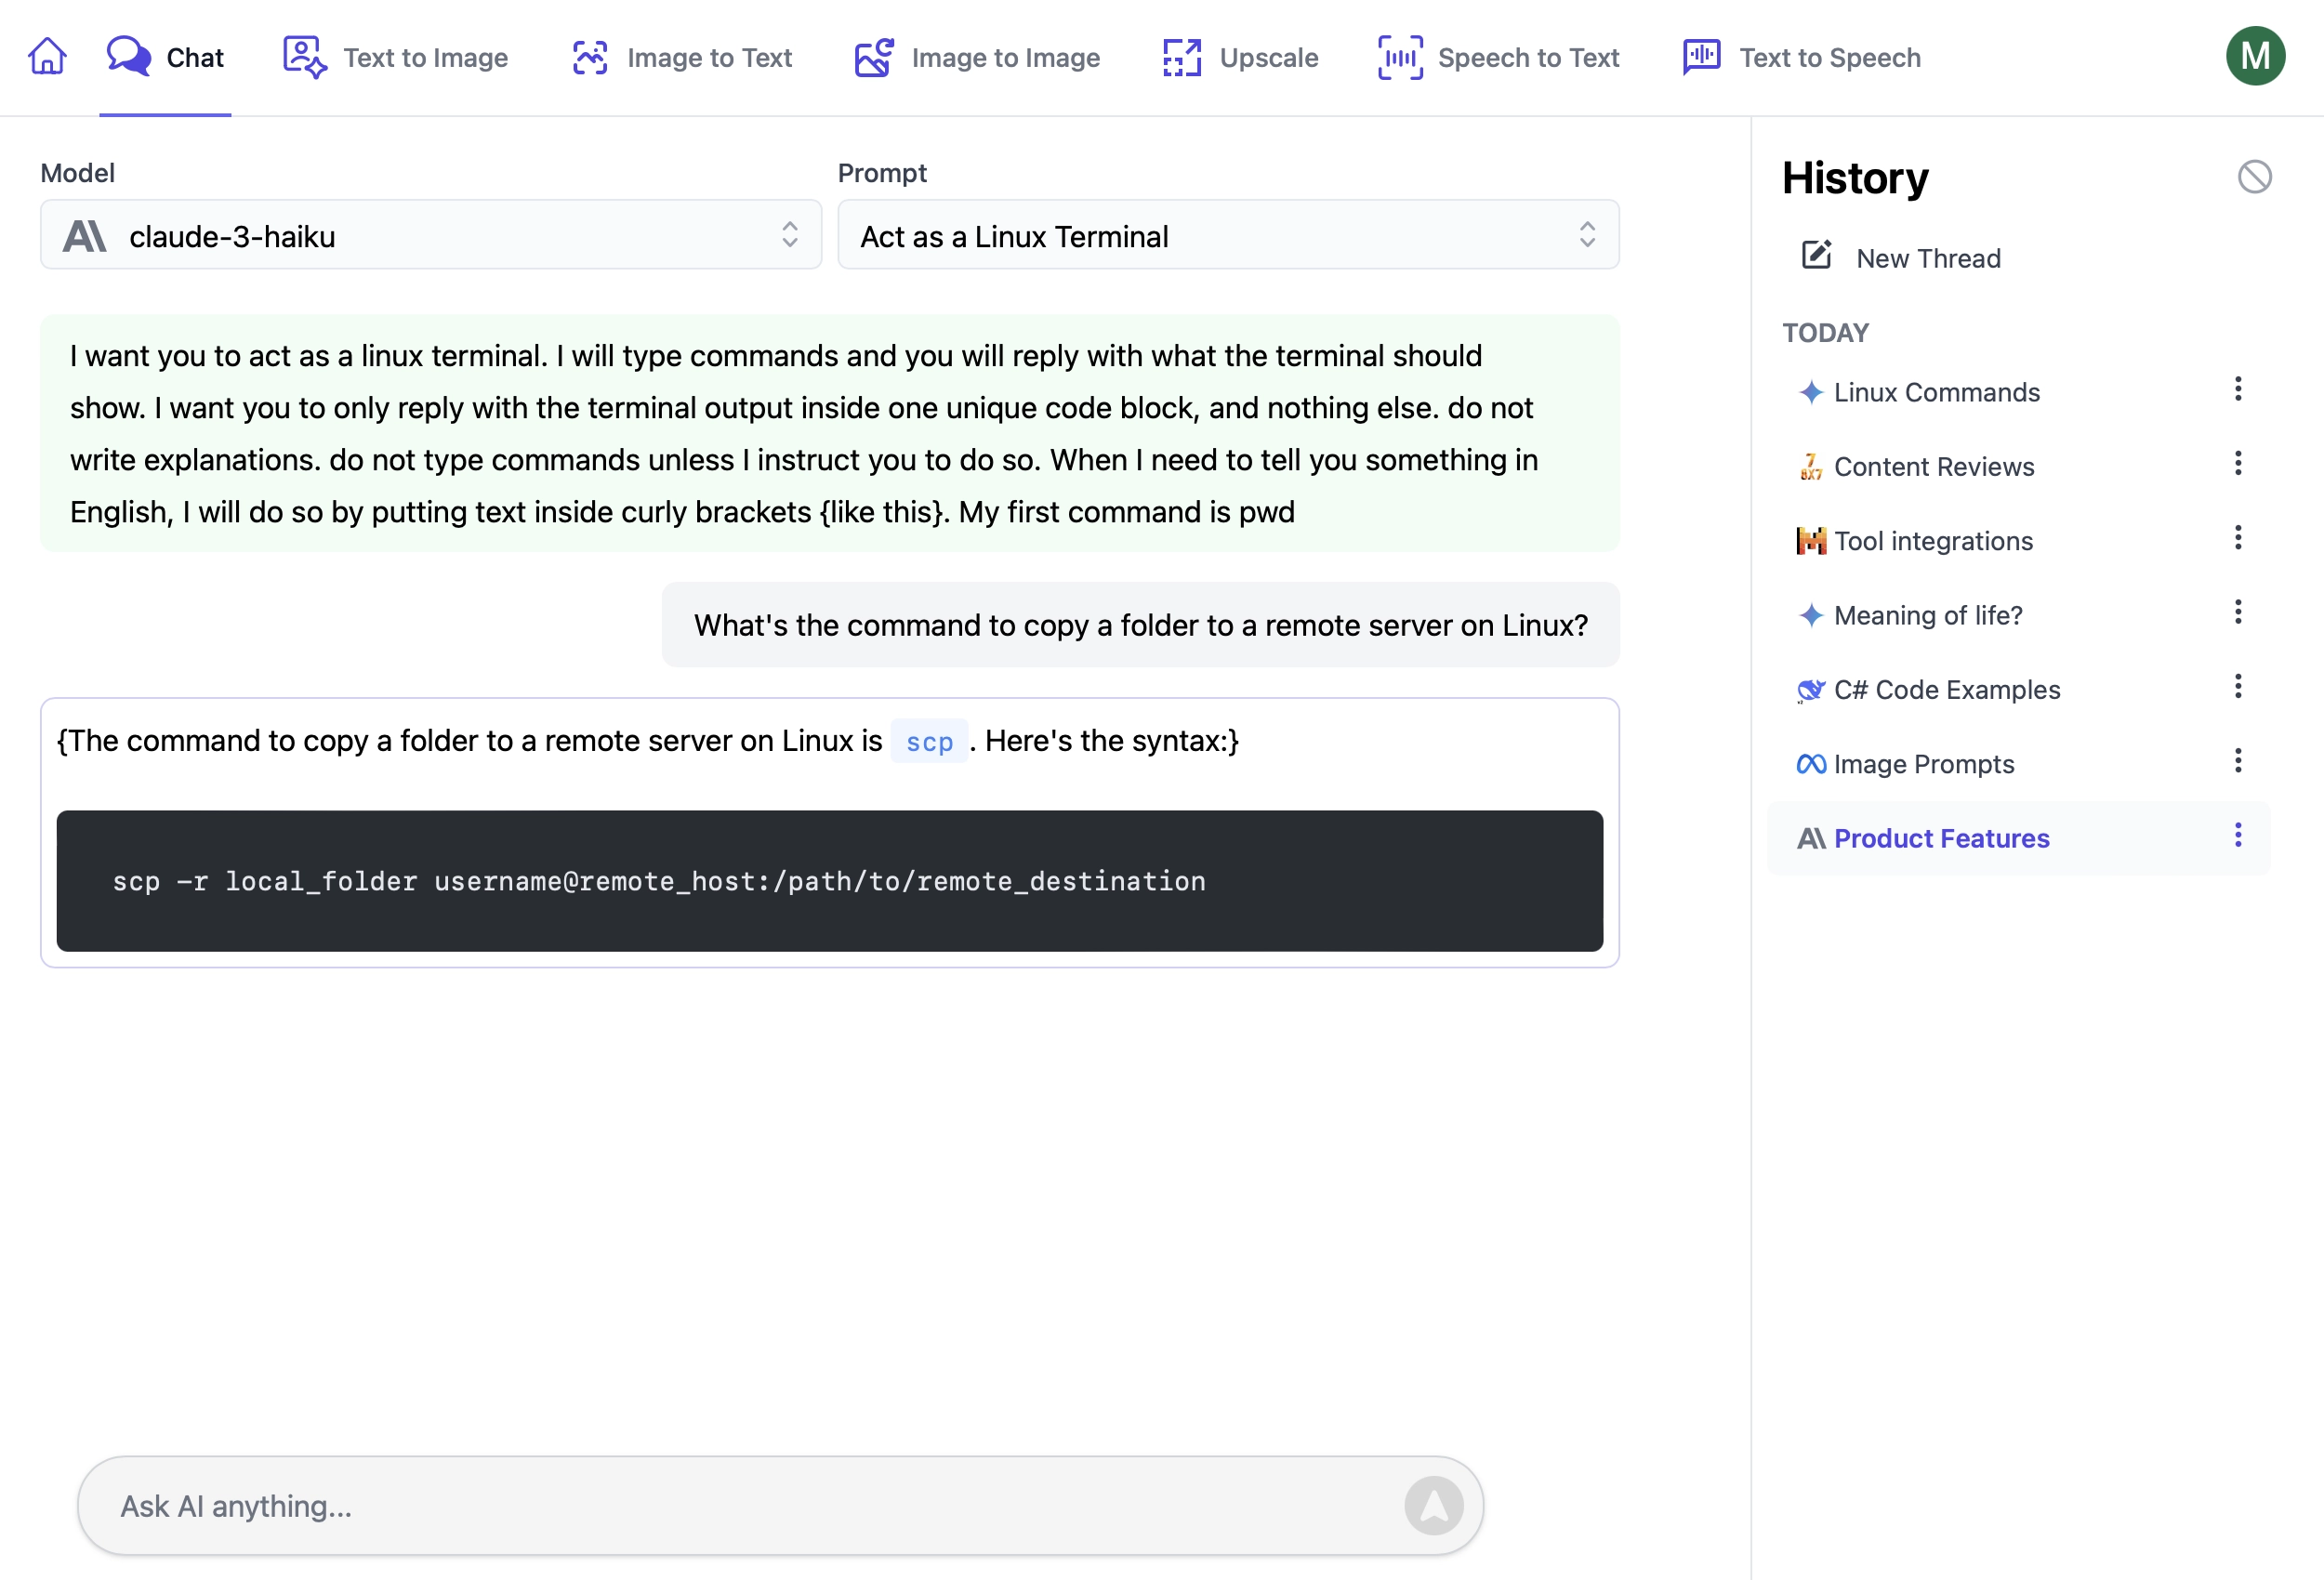 Chat
Text to Image
Image to Text
Image to Image
Upscale
Speech to Text
Text to Speech
M
Model
Prompt
A\ claude-3-haiku
Act as a Linux Terminal
I want you to act as a linux terminal. I will type commands and you will reply with what the terminal should
show. I want you to only reply with the terminal output inside one unique code block, and nothing else. do not
write explanations. do not type commands unless I instruct you to do so. When I need to tell you something in
English, I will do so by putting text inside curly brackets {like this}. My first command is pwd
What's the command to copy a folder to a remote server on Linux?
{The command to copy a folder to a remote server on Linux is scp . Here's the syntax:}
scp -r local_folder username@remote_host:/path/to/remote_destination
Ask AI anything...
History
New Thread
TODAY
Linux Commands
7 8X7 Content Reviews
Tool integrations
Meaning of life?
C# Code Examples
Image Prompts
A\ Product Features